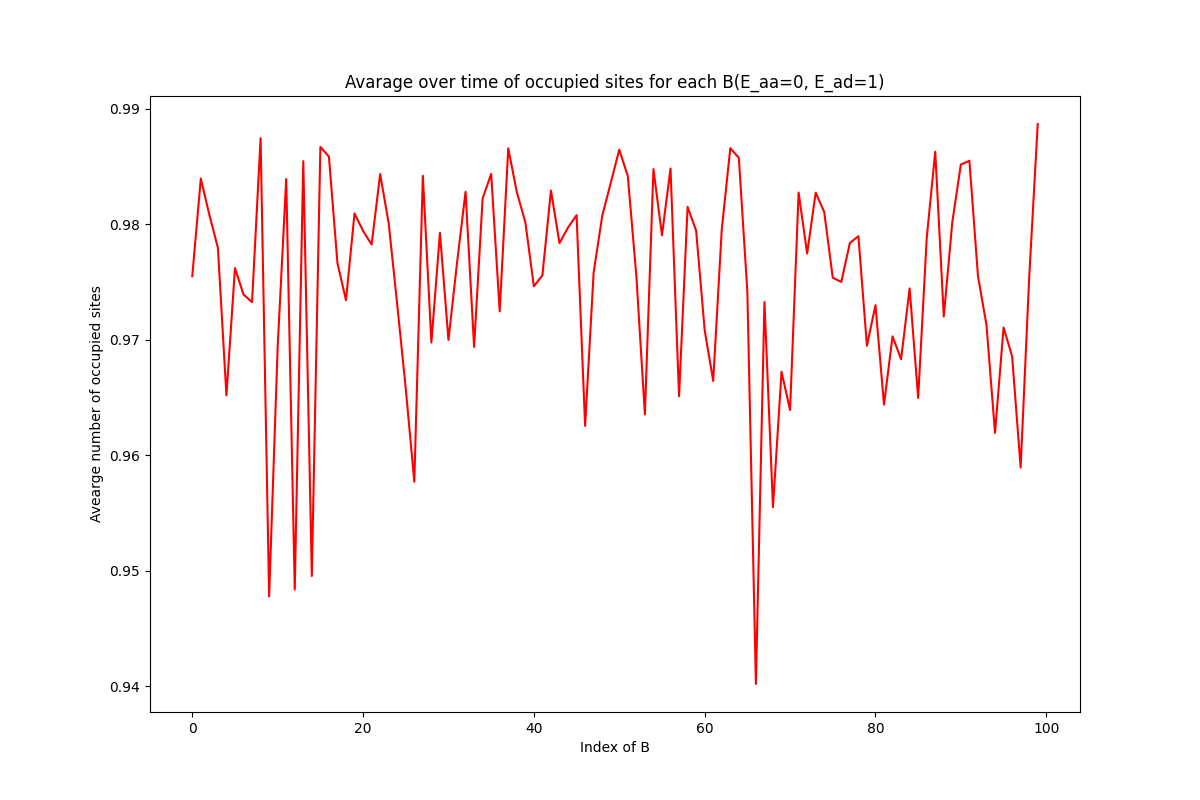 Avarage over time of occupied sites for each B(E_aa=0, E_ad=1)
0.99
0.98
0.97
0.96
0.95
0.94
Avearge number of occupied sites
0 20 40 60 80 100
Index of B